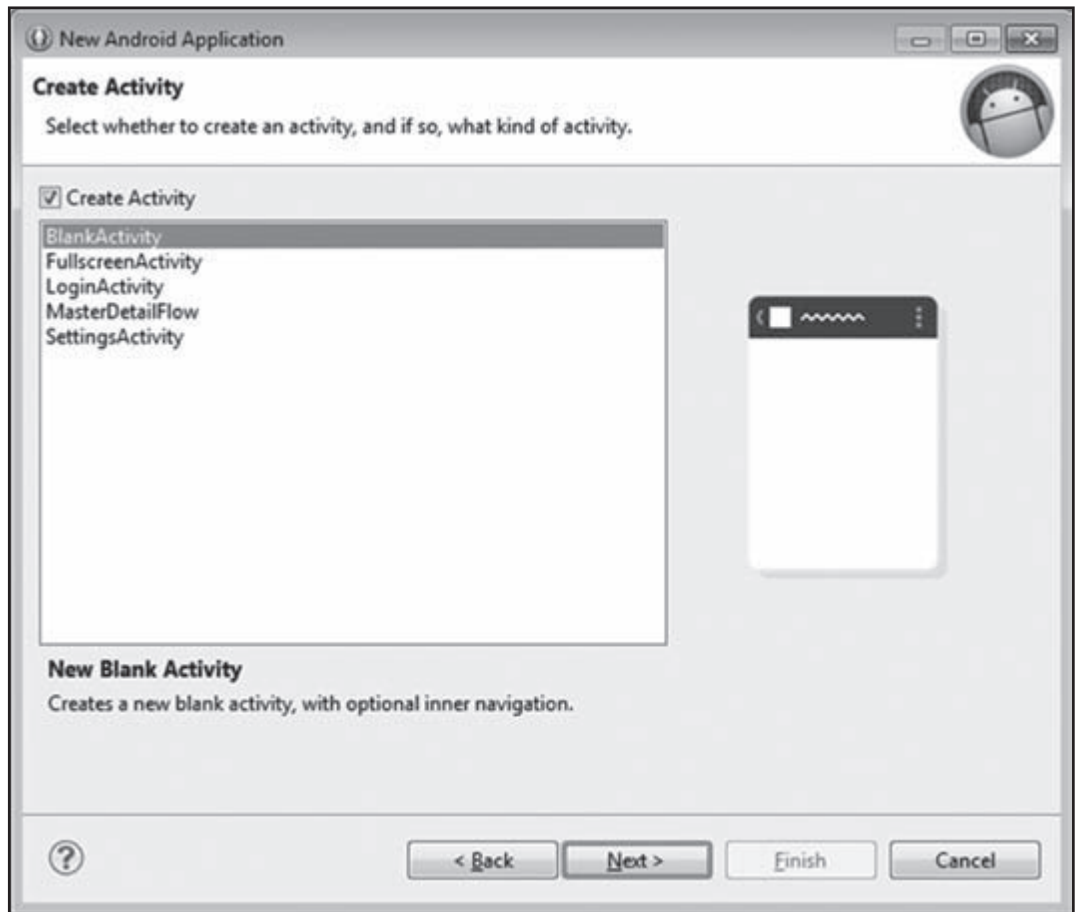 New Android Application
Create Activity
Select whether to create an activity, and if so, what kind of activity.
Create Activity
BlankActivity
FullscreenActivity
LoginActivity
MasterDetailFlow
SettingsActivity
New Blank Activity
Creates a new blank activity, with optional inner navigation.
?
< Back
Next >
Finish
Cancel